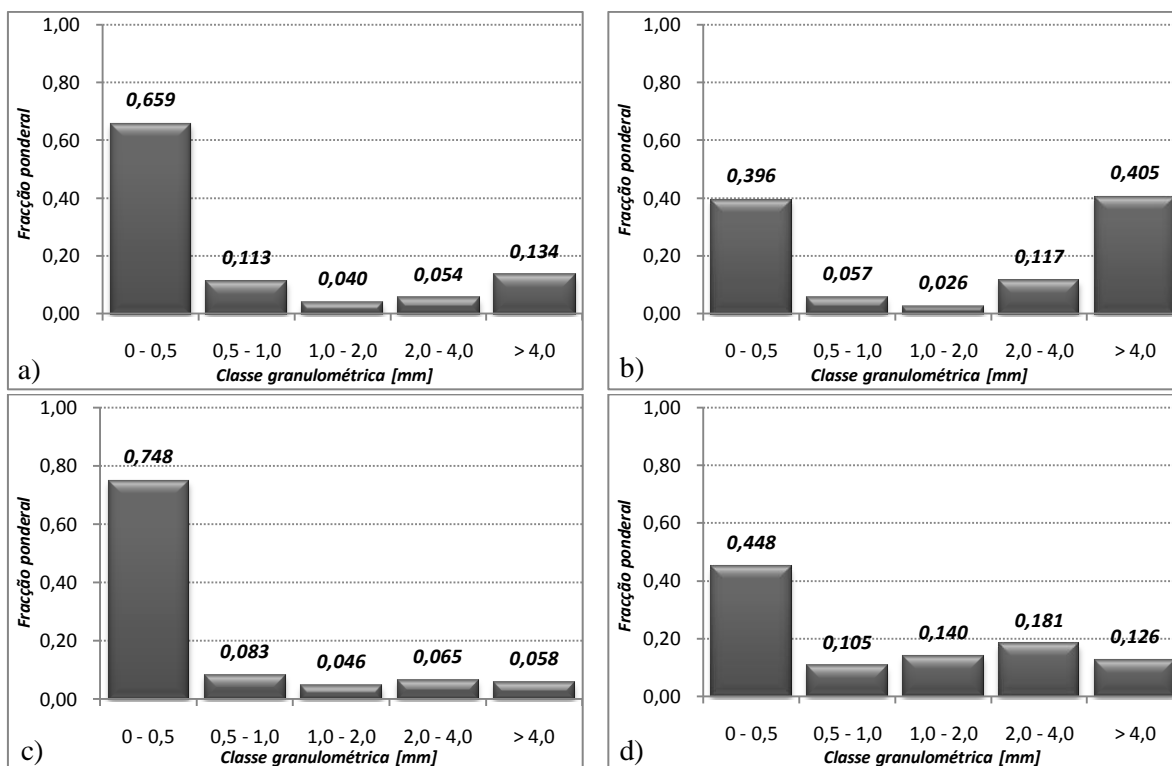 1,00
0,80
0,60
0,40
0,20
0,00
Fracção ponderal
0,659
0,113
0,040
0,054
0,134
0 - 0,5
0,5 - 1,0
1,0 - 2,0
2,0 - 4,0
> 4,0
Classe granulométrica [mm]
a)
1,00
0,80
0,60
0,40
0,20
0,00
Fracção ponderal
0,396
0,057
0,026
0,117
0,405
0 - 0,5
0,5 - 1,0
1,0 - 2,0
2,0 - 4,0
> 4,0
Classe granulométrica [mm]
b)
1,00
0,80
0,60
0,40
0,20
0,00
Fracção ponderal
0,748
0,083
0,046
0,065
0,058
0 - 0,5
0,5 - 1,0
1,0 - 2,0
2,0 - 4,0
> 4,0
Classe granulométrica [mm]
c)
1,00
0,80
0,60
0,40
0,20
0,00
Fracção ponderal
0,448
0,105
0,140
0,181
0,126
0 - 0,5
0,5 - 1,0
1,0 - 2,0
2,0 - 4,0
> 4,0
Classe granulométrica [mm]
d)